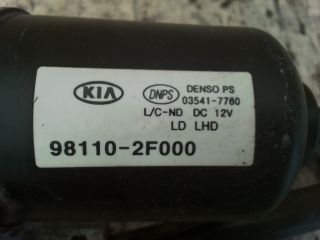 KIA DNPS DENSO PS
03541-7760
L/C-ND DC 12V
LD LHD
98110-2F000